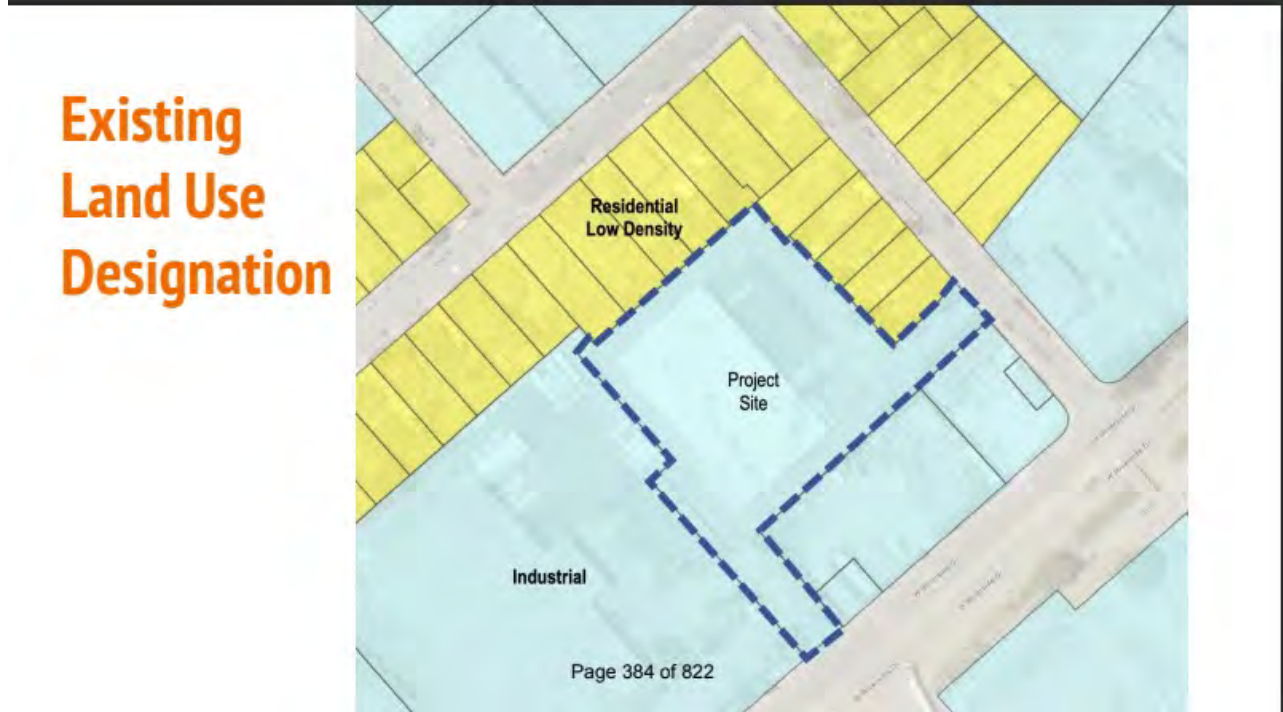 Existing
Land Use
Designation
Residential
Low Density
Project
Site
Industrial
Page 384 of 822